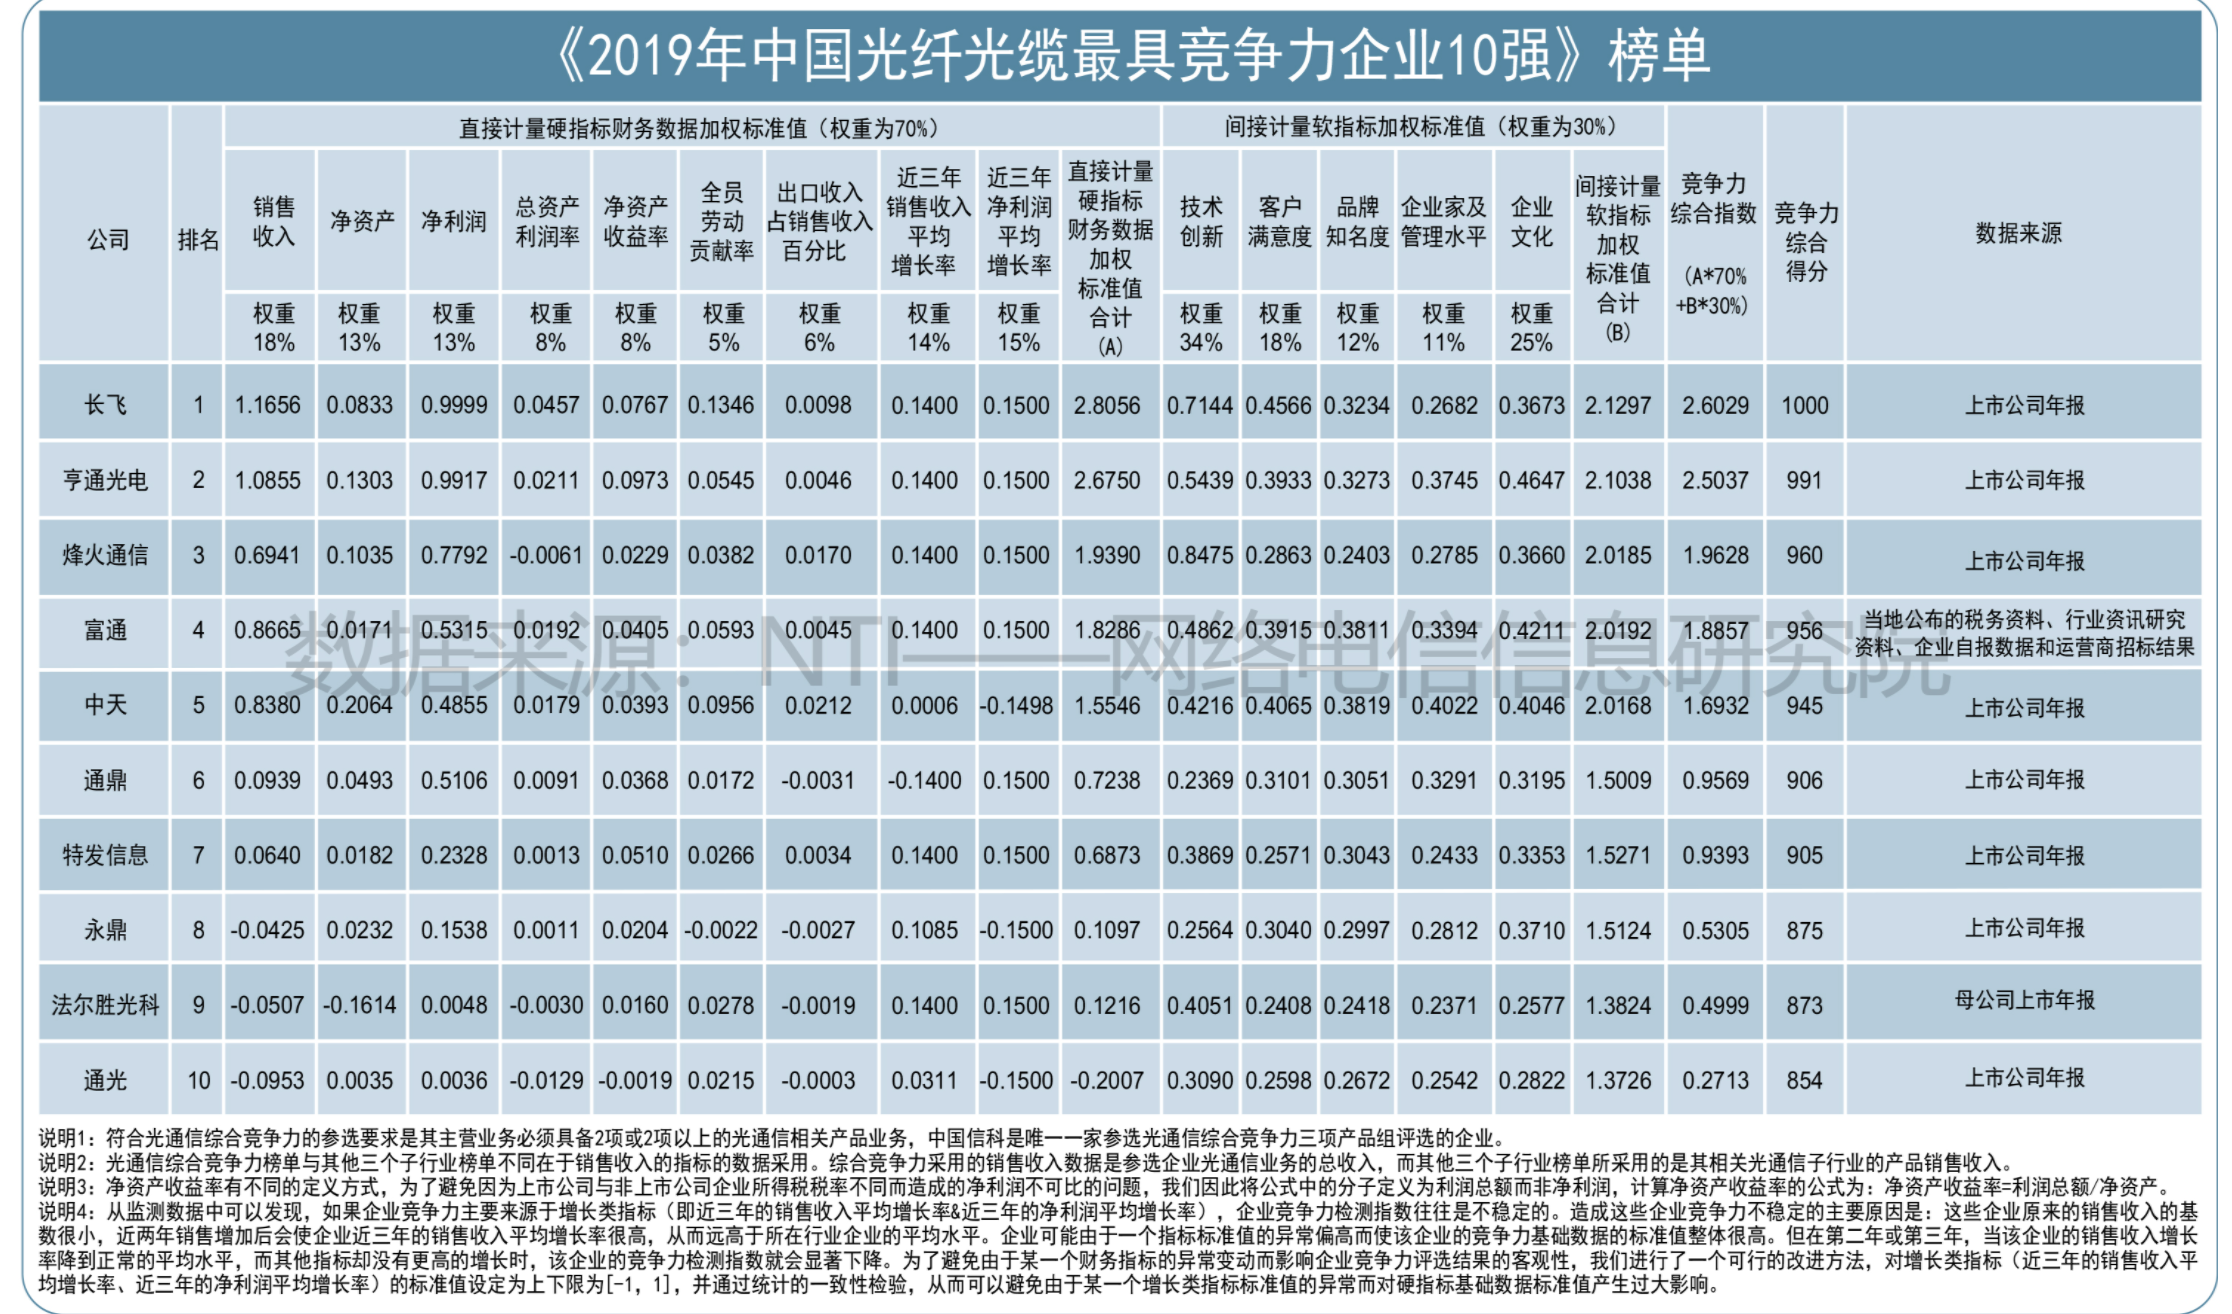 《2019年中国光纤光缆最具竞争力企业10强》榜单
公司 排名 直接计量硬指标财务数据加权标准值（权重为70%） 间接计量软指标加权标准值（权重为30%） 竞争力综合指数（A*70%+B*30%） 竞争力综合得分 数据来源
销售收入 净资产 净利润 总资产利润率 净资产收益率 全员劳动贡献率 出口收入占销售收入百分比 近三年销售收入平均增长率 近三年净利润平均增长率 直接计量硬指标财务数据加权标准值合计（A） 技术创新 客户满意度 品牌知名度 企业家及管理水平 企业文化 间接计量软指标加权标准值合计（B）
权重18% 权重13% 权重13% 权重8% 权重8% 权重5% 权重6% 权重14% 权重15% 权重34% 权重18% 权重12% 权重11% 权重25%
长飞 1 1.1656 0.0833 0.9999 0.0457 0.0767 0.1346 0.0098 0.1400 0.1500 2.8056 0.7144 0.4566 0.3234 0.2682 0.3673 2.1297 2.6029 1000 上市公司年报
亨通光电 2 1.0855 0.1303 0.9917 0.0211 0.0973 0.0545 0.0046 0.1400 0.1500 2.6750 0.5439 0.3933 0.3273 0.3745 0.4647 2.1038 2.5037 991 上市公司年报
烽火通信 3 0.6941 0.1035 0.7792 -0.0061 0.0229 0.0382 0.0170 0.1400 0.1500 1.9390 0.8475 0.2863 0.2403 0.2785 0.3660 2.0185 1.9628 960 上市公司年报
富通 4 0.8665 0.0171 0.5315 0.0192 0.0405 0.0593 0.0045 0.1400 0.1500 1.8286 0.4862 0.3915 0.3811 0.3394 0.4211 2.0192 1.8857 956 当地公布的税务资料、行业资讯研究资料、企业自报数据和运营商招标结果
数据来源：NTI——网络电信信息研究院
中天 5 0.8380 0.2064 0.4855 0.0179 0.0393 0.0956 0.0212 0.0006 -0.1498 1.5546 0.4216 0.4065 0.3819 0.4022 0.4046 2.0168 1.6932 945 上市公司年报
通鼎 6 0.0939 0.0493 0.5106 0.0091 0.0368 0.0172 -0.0031 -0.1400 0.1500 0.7238 0.2369 0.3101 0.3051 0.3291 0.3195 1.5009 0.9569 906 上市公司年报
特发信息 7 0.0640 0.0182 0.2328 0.0013 0.0510 0.0266 0.0034 0.1400 0.1500 0.6873 0.3869 0.2571 0.3043 0.2433 0.3353 1.5271 0.9393 905 上市公司年报
永鼎 8 -0.0425 0.0232 0.1538 0.0011 0.0204 -0.0022 -0.0027 0.1085 -0.1500 0.1097 0.2564 0.3040 0.2997 0.2812 0.3710 1.5124 0.5305 875 上市公司年报
法尔胜光科 9 -0.0507 -0.1614 0.0048 -0.0030 0.0160 0.0278 -0.0019 0.1400 0.1500 0.1216 0.4051 0.2408 0.2418 0.2371 0.2577 1.3824 0.4999 873 母公司上市年报
通光 10 -0.0953 0.0035 0.0036 -0.0129 -0.0019 0.0215 -0.0003 0.0311 -0.1500 -0.2007 0.3090 0.2598 0.2672 0.2542 0.2822 1.3726 0.2713 854 上市公司年报
说明1：符合光通信综合竞争力的参选要求是其主营业务必须具备2项或2项以上的光通信相关产品业务，中国信科是唯一一家参选光通信综合竞争力三项产品组评选的企业。
说明2：光通信综合竞争力榜单与其他三个子行业榜单不同在于销售收入的指标的数据采用。综合竞争力采用的销售收入数据是参选企业光通信业务的总收入，而其他三个子行业榜单所采用的是其相关光通信子行业的产品销售收入。
说明3：净资产收益率有不同的定义方式，为了避免因为上市公司与非上市公司企业所得税税率不同而造成的净利润不可比的问题，我们因此将公式中的分子定义为利润总额而非净利润，计算净资产收益率的公式为：净资产收益率=利润总额/净资产。
说明4：从监测数据中可以发现，如果企业竞争力主要来源于增长类指标（即近三年的销售收入平均增长率&近三年的净利润平均增长率），企业竞争力检测指数往往是不稳定的。造成这些企业竞争力不稳定的主要原因是：这些企业原来的销售收入的基
数很小，近两年销售增加后会使企业近三年的销售收入平均增长率很高，从而远高于所在行业企业的平均水平。企业可能由于一个指标标准值的异常偏高而使该企业的竞争力基础数据的标准值整体很高。但在第二年或第三年，当该企业的销售收入增长
率降到正常的平均水平，而其他指标却没有更高的增长时，该企业的竞争力检测指数就会显著下降。为了避免由于某一个财务指标的异常变动而影响企业竞争力评选结果的客观性，我们进行了一个可行的改进方法，对增长类指标（近三年的销售收入平
均增长率、近三年的净利润平均增长率）的标准值设定为上下限为[-1，1]，并通过统计的一致性检验，从而可以避免由于某一个增长类指标标准值的异常而对硬指标基础数据标准值产生过大影响。